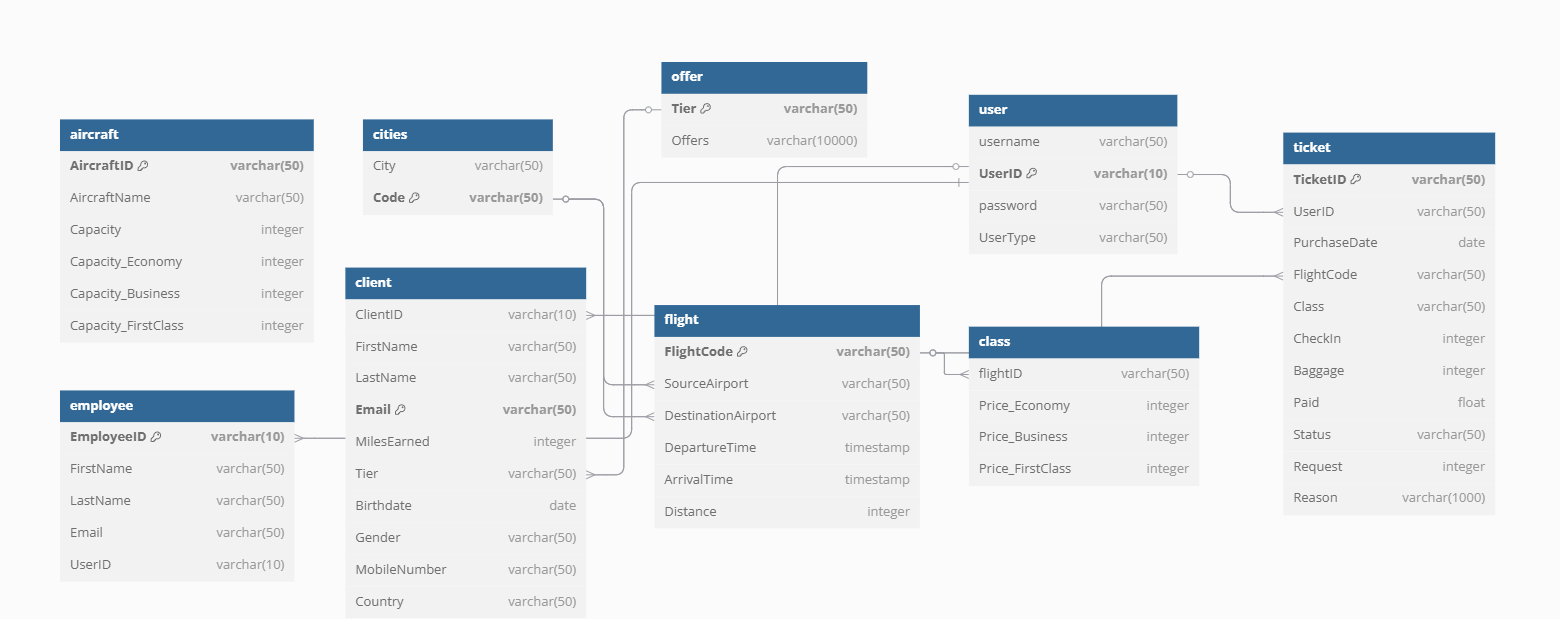 offer
Tier varchar(50)
Offers varchar(10000)
user
username varchar(50)
UserID varchar(10)
password varchar(50)
UserType varchar(50)
aircraft
AircraftID varchar(50)
AircraftName varchar(50)
Capacity integer
Capacity_Economy integer
Capacity_Business integer
Capacity_FirstClass integer
cities
City varchar(50)
Code varchar(50)
ticket
TicketID varchar(50)
UserID varchar(50)
PurchaseDate date
FlightCode varchar(50)
Class varchar(50)
CheckIn integer
Baggage integer
Paid float
Status varchar(50)
Request integer
Reason varchar(1000)
client
ClientID varchar(10)
FirstName varchar(50)
LastName varchar(50)
Email varchar(50)
MilesEarned integer
Tier varchar(50)
Birthdate date
Gender varchar(50)
MobileNumber varchar(50)
Country varchar(50)
flight
FlightCode varchar(50)
SourceAirport varchar(50)
DestinationAirport varchar(50)
DepartureTime timestamp
ArrivalTime timestamp
Distance integer
class
flightID varchar(50)
Price_Economy integer
Price_Business integer
Price_FirstClass integer
employee
EmployeeID varchar(10)
FirstName varchar(50)
LastName varchar(50)
Email varchar(50)
UserID varchar(10)